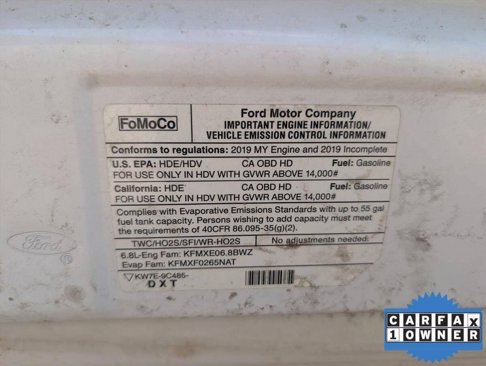 FoMoCo
Ford Motor Company
IMPORTANT ENGINE INFORMATION/
VEHICLE EMISSION CONTROL INFORMATION
Conforms to regulations: 2019 MY Engine and 2019 Incomplete
U.S. EPA: HDE/HDV CA OBD HD Fuel: Gasoline
FOR USE ONLY IN HDV WITH GVWR ABOVE 14,000#
California: HDE CA OBD HD Fuel: Gasoline
FOR USE ONLY IN HDV WITH GVWR ABOVE 14,000#
Complies with Evaporative Emissions Standards with up to 55 gal
fuel tank capacity. Persons wishing to add capacity must meet
the requirements of 40CFR 86.095-35(g)(2).
TWC/HO2S/SFI/WR-HO2S No adjustments needed.
6.8L-Eng Fam: KFMXE06.8BWZ
Evap Fam: KFMXF0265NAT
KW7E-9C485-
DXT
Ford
CARFAX
1 OWNER